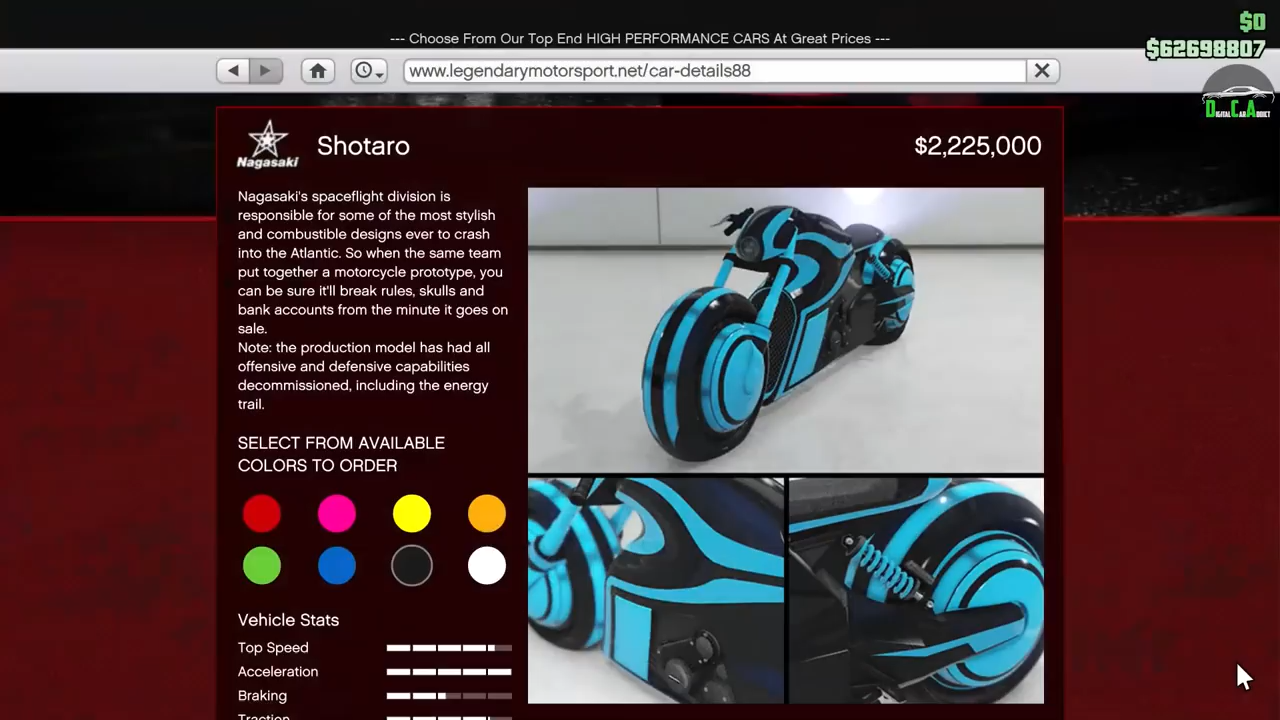 --- Choose From Our Top End HIGH PERFORMANCE CARS At Great Prices ---
$0
$62698807
www.legendarymotorsport.net/car-details88
DIGITAL CAR ADDICT
Nagasaki
Shotaro
$2,225,000
Nagasaki's spaceflight division is
responsible for some of the most stylish
and combustible designs ever to crash
into the Atlantic. So when the same team
put together a motorcycle prototype, you
can be sure it'll break rules, skulls and
bank accounts from the minute it goes on
sale.
Note: the production model has had all
offensive and defensive capabilities
decommissioned, including the energy
trail.
SELECT FROM AVAILABLE
COLORS TO ORDER
Vehicle Stats
Top Speed
Acceleration
Braking
Traction